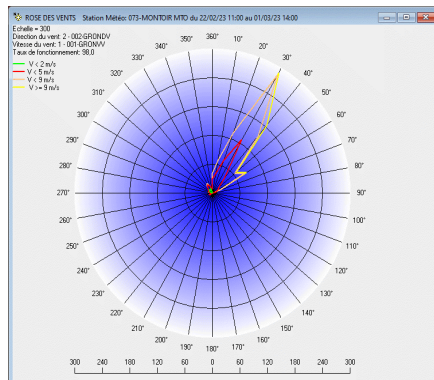 ROSE DES VENTS Station Météo: 073-MONTOIR MTO du 22/02/23 11:00 au 01/03/23 14:00
Echelle = 300
Direction du vent: 2 - 002-GRONDV
Vitesse du vent: 1 - 001-GRONVV
Taux de fonctionnement: 98,0
V < 2 m/s
V < 5 m/s
V < 9 m/s
V >= 9 m/s
360°
350° 10°
340° 20°
330° 30°
320° 40°
310° 50°
300° 60°
290° 70°
280° 80°
270° 90°
260° 100°
250° 110°
240° 120°
230° 130°
220° 140°
210° 150°
200° 160°
190° 170°
180°
300 240 180 120 60 0 60 120 180 240 300